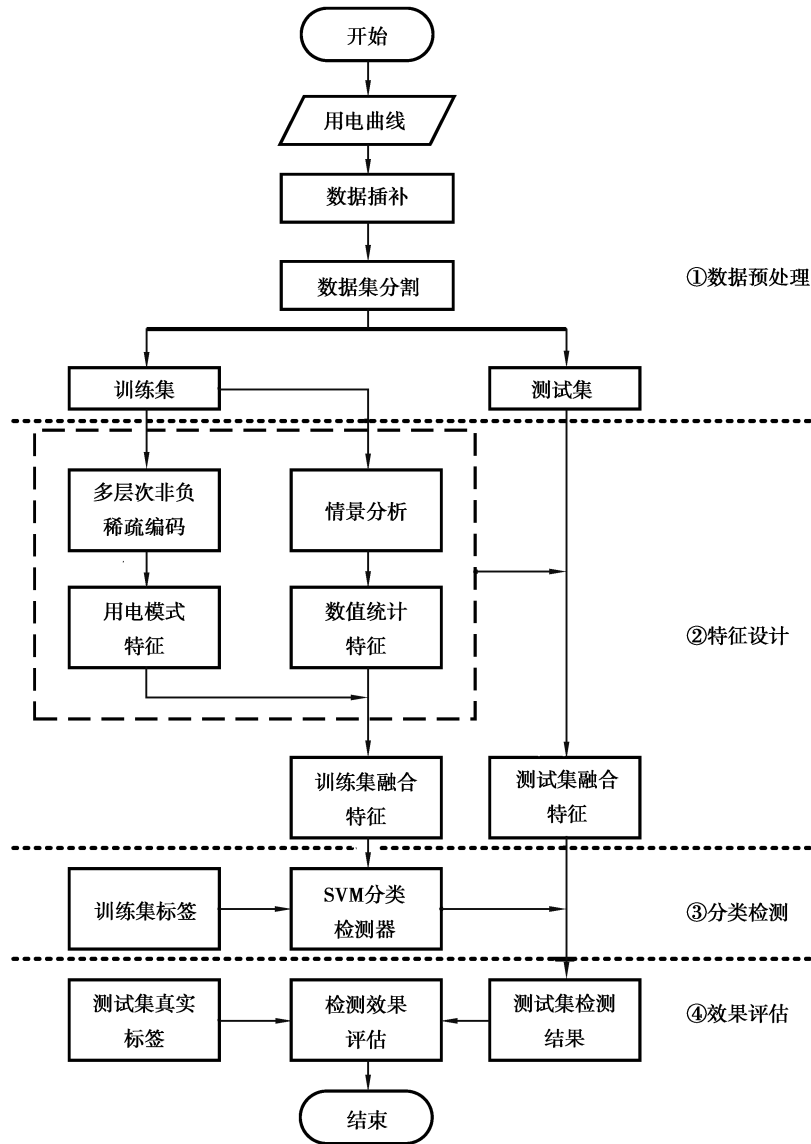 开始
用电曲线
数据插补
数据集分割
①数据预处理
训练集
测试集
多层次非负
稀疏编码
情景分析
用电模式
特征
数值统计
特征
②特征设计
训练集融合
特征
测试集融合
特征
训练集标签
SVM分类
检测器
③分类检测
测试集真实
标签
检测效果
评估
测试集检测
结果
④效果评估
结束